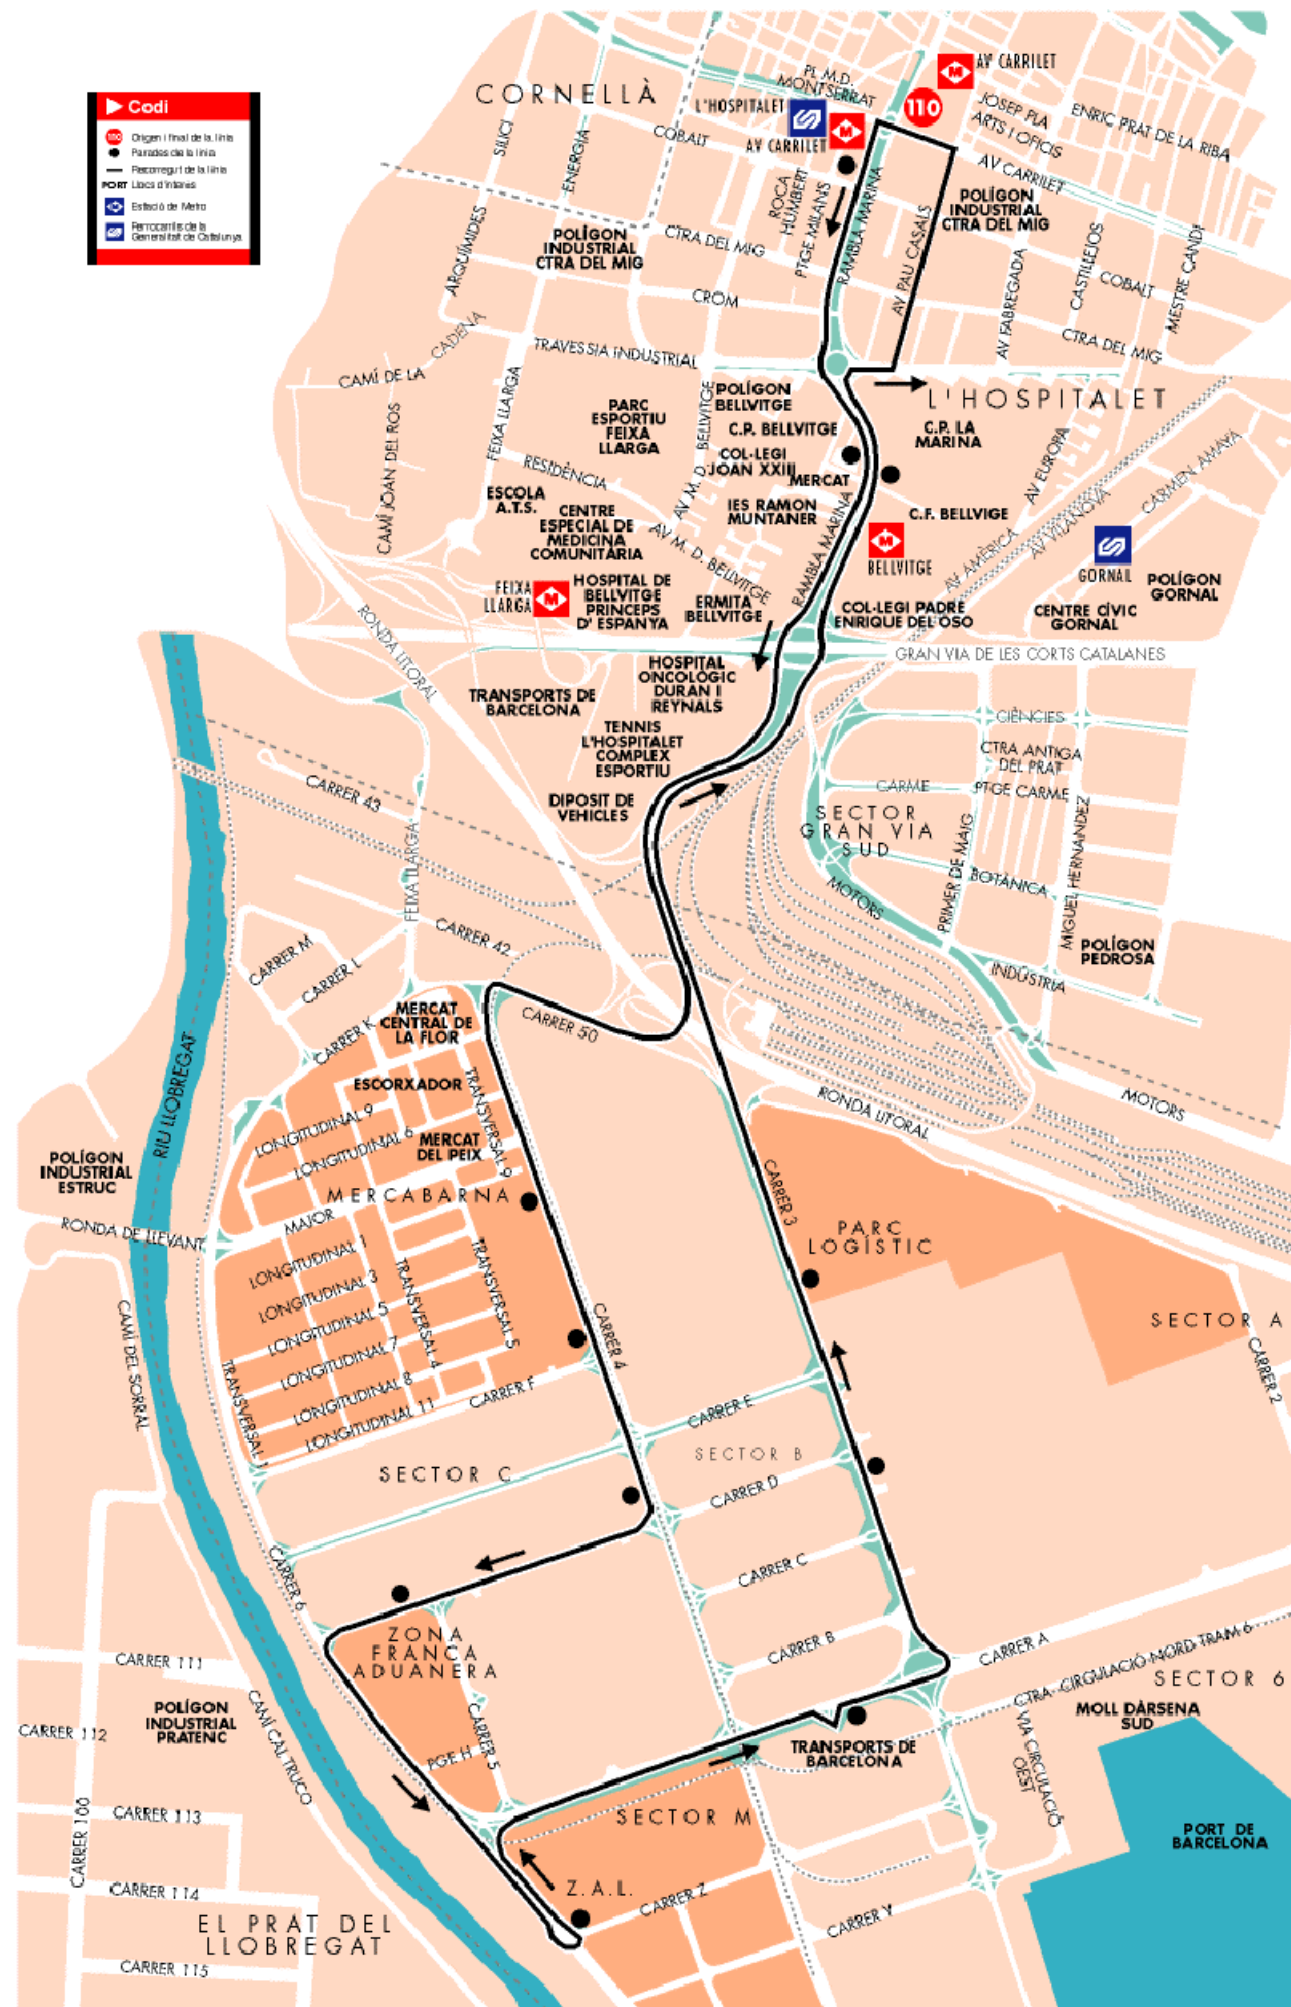 Codi
110 Origen i final de la línia
Parades de la línia
Recorregut de la línia
PORT Llocs d'interes
Estació de Metro
Ferrocarrils de la
Generalitat de Catalunya
CORNELLÀ
PL M.D.
MONTSERRAT
L'HOSPITALET
AV CARRILET
110
AVª CARRILET
JOSEP PLA
ARTS I OFICIS
ENRIC PRAT DE LA RIBA
AV CARRILET
SILICI
ENERGIA
COBALT
ROCA
HUMBERT
PTGE MILANS
RAMBLA MARINA
AV PAU CASALS
POLÍGON
INDUSTRIAL
CTRA DEL MIG
ARQUÍMIDES
POLÍGON
INDUSTRIAL
CTRA DEL MIG
CTRA DEL MIG
CROM
AV FABREGADA
CASTILLEJOS
COBALT
MESTRE CANDI
CTRA DEL MIG
CADENA
CAMÍ DE LA
TRAVESSIA INDUSTRIAL
L'HOSPITALET
CAMÍ JOAN DEL ROS
FEIXA LLARGA
PARC
ESPORTIU
FEIXA
LLARGA
AV M. D. BELLVITGE
POLÍGON
BELLVITGE
C.P. BELLVITGE
COL·LEGI
JOAN XXIII
MERCAT
IES RAMON
MUNTANER
C.P. LA
MARINA
C.F. BELLVIGE
AV EUROPA
CARMEN AMAYA
RESIDÈNCIA
ESCOLA
A.T.S.
CENTRE
ESPECIAL DE
MEDICINA
COMUNITÀRIA
AV M. D. BELLVITGE
RAMBLA MARINA
BELLVITGE
AV AMÈRICA
AV VILANOVA
GORNAL
POLÍGON
GORNAL
CENTRE CÍVIC
GORNAL
FEIXA
LLARGA
HOSPITAL DE
BELLVITGE
PRINCEPS
D' ESPANYA
ERMITA
BELLVITGE
COL·LEGI PADRE
ENRIQUE DEL OSO
GRAN VIA DE LES CORTS CATALANES
RONDA LITORAL
TRANSPORTS DE
BARCELONA
HOSPITAL
ONCOLÒGIC
DURAN I
REYNALS
TENNIS
L'HOSPITALET
COMPLEX
ESPORTIU
DIPOSIT DE
VEHICLES
CIÈNCIES
CTRA ANTIGA
DEL PRAT
CARME
PTGE CARME
SECTOR
GRAN VIA
SUD
PRIMER DE MAIG
MIGUEL HERNÁNDEZ
BOTÀNICA
MOTORS
POLÍGON
PEDROSA
INDÚSTRIA
MOTORS
CARRER 43
FEIXA LLARGA
CARRER 42
CARRER M
CARRER L
CARRER K
CARRER 50
MERCAT
CENTRAL DE
LA FLOR
ESCORXADOR
MERCAT
DEL PEIX
MERCABARNA
TRANSVERSAL 9
LONGITUDINAL 9
LONGITUDINAL 6
MAJOR
RIU LLOBREGAT
POLÍGON
INDUSTRIAL
ESTRUC
RONDA DE LLEVANT
LONGITUDINAL 1
LONGITUDINAL 3
LONGITUDINAL 5
LONGITUDINAL 7
LONGITUDINAL 8
LONGITUDINAL 11
TRANSVERSAL 1
TRANSVERSAL 4
TRANSVERSAL 5
CARRER F
CARRER 4
RONDA LITORAL
CARRER 3
PARC
LOGÍSTIC
SECTOR A
CARRER 2
CAMÍ DEL SORRAL
SECTOR C
CARRER E
SECTOR B
CARRER D
CARRER C
CARRER B
CARRER A
CARRER 6
ZONA
FRANCA
ADUANERA
CARRER 5
PGE H
CTRA CIRCULACIÓ NORD TRAM 6
SECTOR 6
MOLL DÀRSENA
SUD
VIA CIRCULACIÓ
OEST
TRANSPORTS DE
BARCELONA
SECTOR M
Z.A.L.
CARRER Z
CARRER Y
PORT DE
BARCELONA
CARRER 111
POLÍGON
INDUSTRIAL
PRATENC
CARRER 112
CAMÍ CAL TRUCO
CARRER 100
CARRER 113
CARRER 114
EL PRAT DEL
LLOBREGAT
CARRER 115